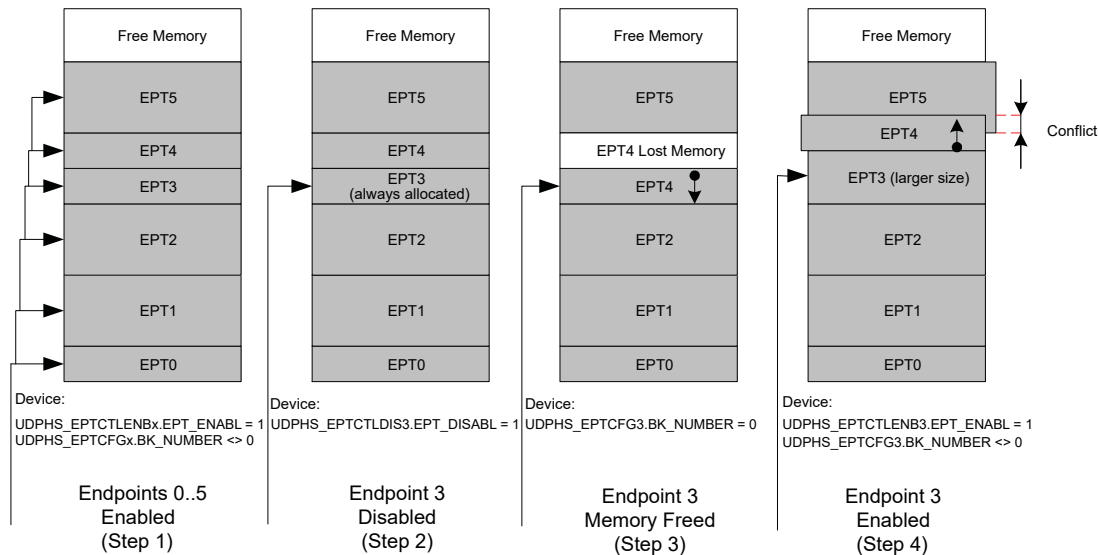 Free Memory
EPT5
EPT4
EPT3
EPT2
EPT1
EPT0
Device:
UDPHS_EPTCTLENBx.EPT_ENABL = 1
UDPHS_EPTCFGx.BK_NUMBER <> 0
Endpoints 0..5
Enabled
(Step 1)
Free Memory
EPT5
EPT4
EPT3
(always allocated)
EPT2
EPT1
EPT0
Device:
UDPHS_EPTCTLDIS3.EPT_DISABL = 1
Endpoint 3
Disabled
(Step 2)
Free Memory
EPT5
EPT4 Lost Memory
EPT4
EPT2
EPT1
EPT0
Device:
UDPHS_EPTCFG3.BK_NUMBER = 0
Endpoint 3
Memory Freed
(Step 3)
Free Memory
EPT5
EPT4
Conflict
EPT3 (larger size)
EPT2
EPT1
EPT0
Device:
UDPHS_EPTCTLENB3.EPT_ENABL = 1
UDPHS_EPTCFG3.BK_NUMBER <> 0
Endpoint 3
Enabled
(Step 4)